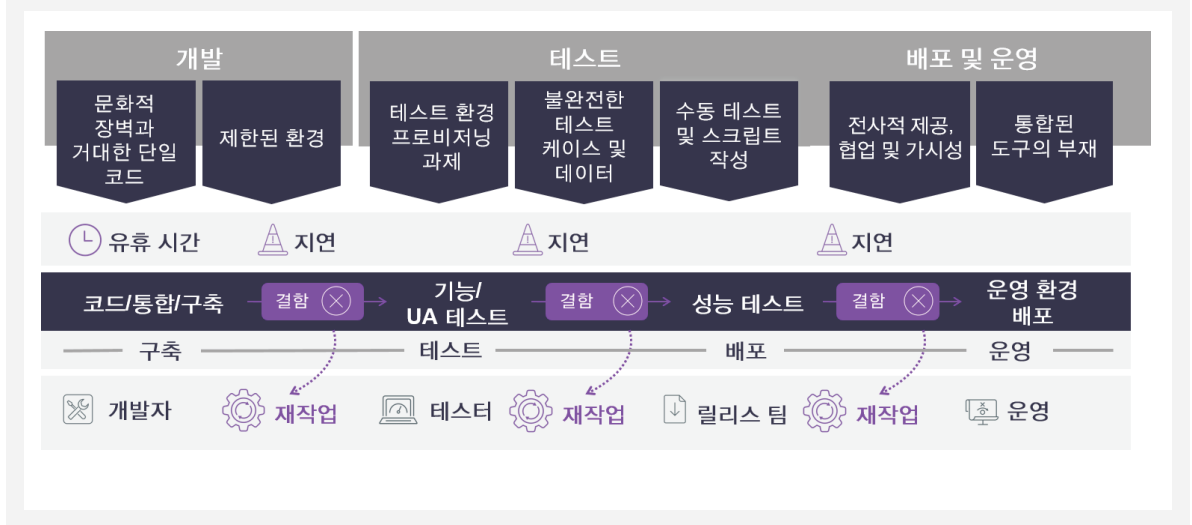 개발
테스트
배포 및 운영
문화적
장벽과
거대한 단일
코드
제한된 환경
테스트 환경
프로비저닝
과제
불완전한
테스트
케이스 및
데이터
수동 테스트
및 스크립트
작성
전사적 제공,
협업 및 가시성
통합된
도구의 부재
유휴 시간
지연
지연
지연
코드/통합/구축
결함
기능/
UA 테스트
결함
성능 테스트
결함
운영 환경
배포
구축
테스트
배포
운영
개발자
재작업
테스터
재작업
릴리스 팀
재작업
운영